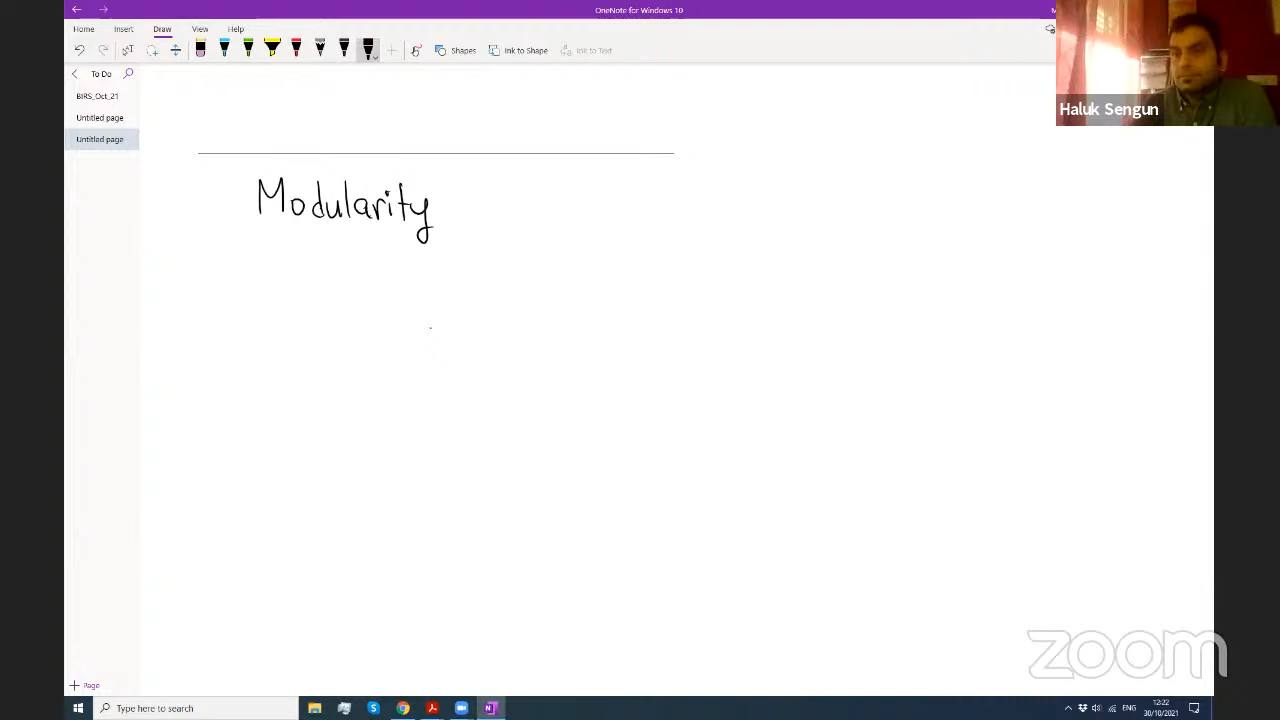 OneNote for Windows 10
Home Insert Draw View Help
Shapes Ink to Shape Ink to Text
To Do
BIRS_Oct_21
Untitled page
Untitled page
Haluk Sengun
Modularity
zoom
Page
Type here to search
ENG
12:22
30/10/2021